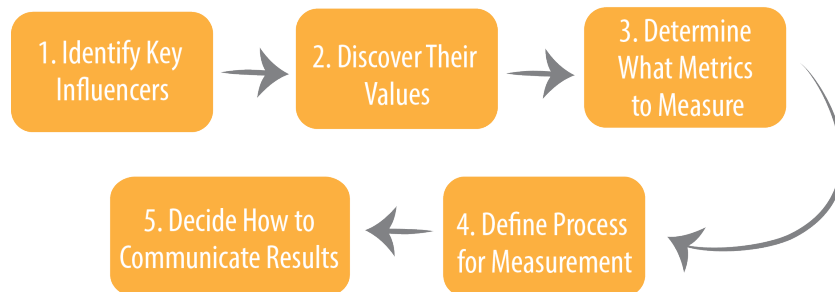 1. Identify Key
Influencers
2. Discover Their
Values
3. Determine
What Metrics
to Measure
4. Define Process
for Measurement
5. Decide How to
Communicate Results